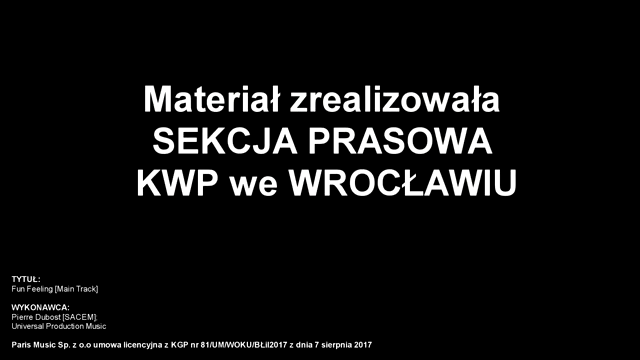 Materiał zrealizowała
SEKCJA PRASOWA
KWP we WROCŁAWIU
TYTUŁ:
Fun Feeling [Main Track]
WYKONAWCA:
Pierre Dubost [SACEM];
Universal Production Music
Paris Music Sp. z o.o umowa licencyjna z KGP nr 81/UM/WOKU/BŁiI2017 z dnia 7 sierpnia 2017